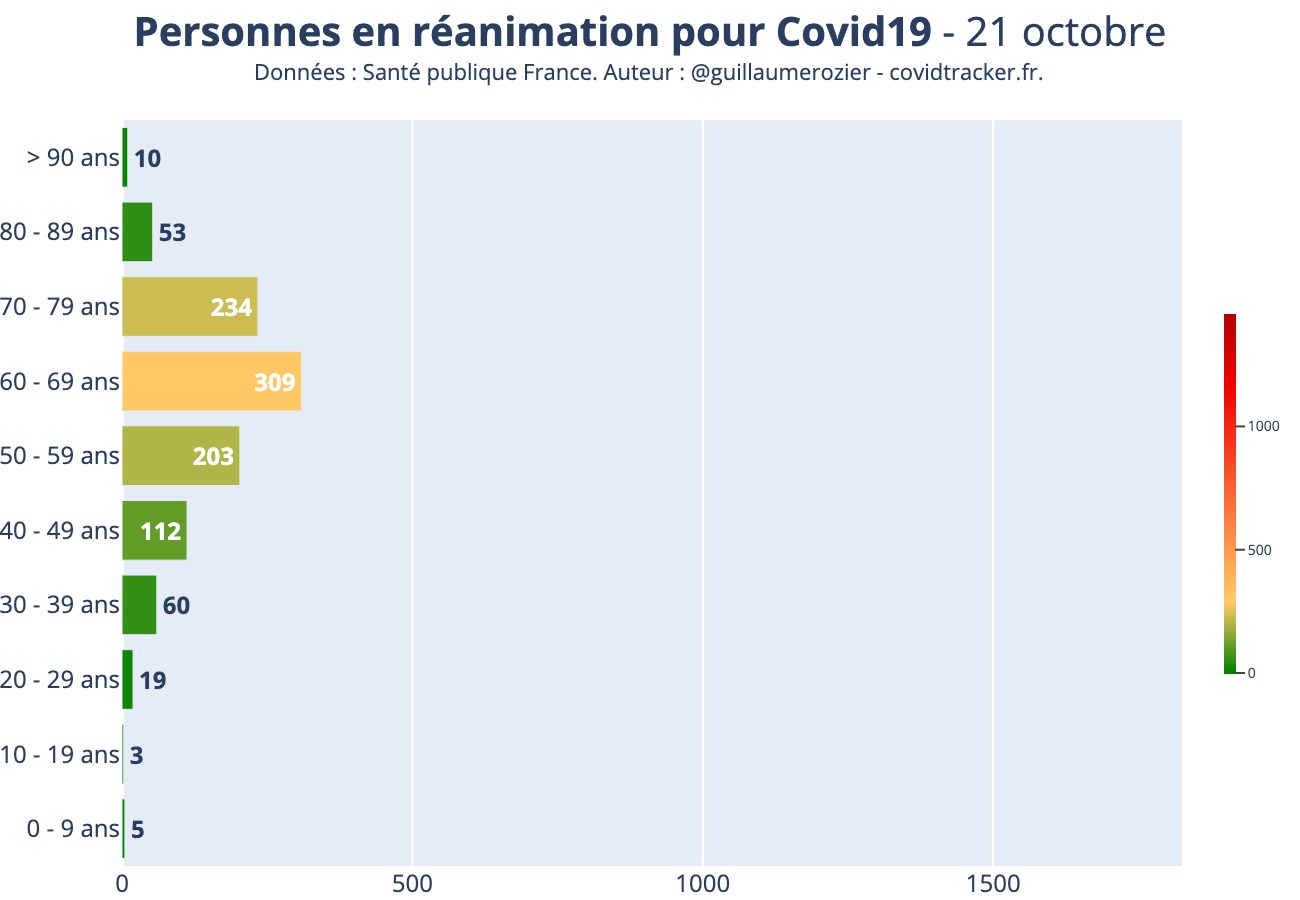 Personnes en réanimation pour Covid19 - 21 octobre
Données : Santé publique France. Auteur : @guillaumerozier - covidtracker.fr.
> 90 ans 10
80 - 89 ans 53
70 - 79 ans 234
60 - 69 ans 309
50 - 59 ans 203
40 - 49 ans 112
30 - 39 ans 60
20 - 29 ans 19
10 - 19 ans 3
0 - 9 ans 5
0 500 1000 1500
1000
500
0